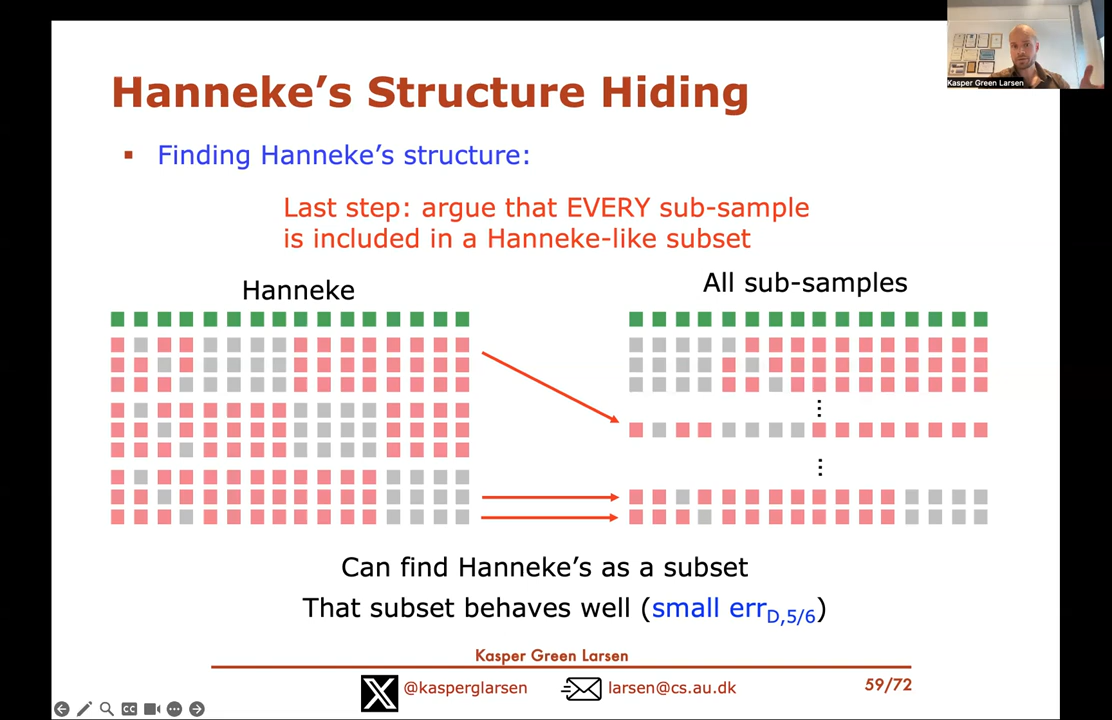 Kasper Green Larsen
Hanneke's Structure Hiding
Finding Hanneke's structure:
Last step: argue that EVERY sub-sample
is included in a Hanneke-like subset
Hanneke
All sub-samples
Can find Hanneke's as a subset
That subset behaves well (small err_D,5/6)
Kasper Green Larsen
@kasperglarsen
larsen@cs.au.dk
59/72
CC